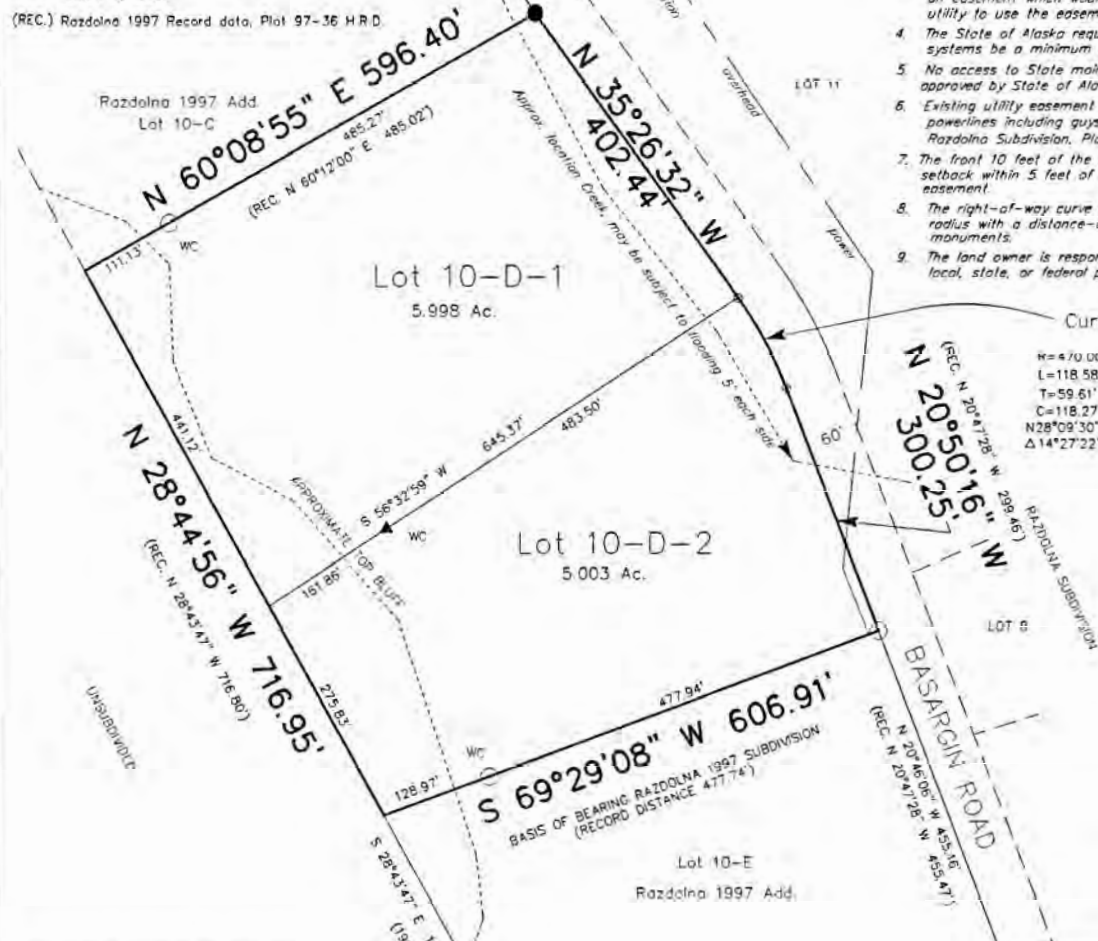 (REC.) Razdolna 1997 Record data, Plat 97-36 H.R.D.
an easement which would
utility to use the easem
4. The State of Alaska requ
systems be a minimum
5. No access to State mai
approved by State of Ala
6. Existing utility easement
powerlines including guys
Razdolna Subdivision, Pla
7. The front 10 feet of the
setback within 5 feet of
easement.
8. The right-of-way curve
radius with a distance-
monuments.
9. The land owner is respon
local, state, or federal p
Razdolna 1997 Add.
Lot 10-C
N 60°08'55" E 596.40'
485.27'
(REC. N 60°12'00" E 485.02')
111.13'
WC
N 35°26'32" W
402.44'
Approx. location Creek, may be subject to flooding 5' each side
overhead
power
LOT 11
Lot 10-D-1
5.998 Ac.
Cur
R=470.00
L=118.58
T=59.61'
C=118.27
N28°09'30"
Δ14°27'22"
N 28°44'56" W 716.95'
(REC. N 28°43'47" W 716.80')
441.12'
275.83'
UNSUBDIVIDED
APPROXIMATE TOP BLUFF
S 56°32'59" W
645.37'
483.50'
161.86'
WC
60'
N 20°50'16" W
300.25'
(REC. N 20°47'28" W 299.46')
Lot 10-D-2
5.003 Ac.
RAZDOLNA SUBDIVISION
BASARGIN ROAD
N 20°46'06" W 455.16'
(REC. N 20°47'28" W 455.47')
477.94'
WC
128.97'
S 69°29'08" W 606.91'
BASIS OF BEARING RAZDOLNA 1997 SUBDIVISION
(RECORD DISTANCE 477.74')
Lot 10-E
Razdolna 1997 Add.
S 28°43'47" E
(19